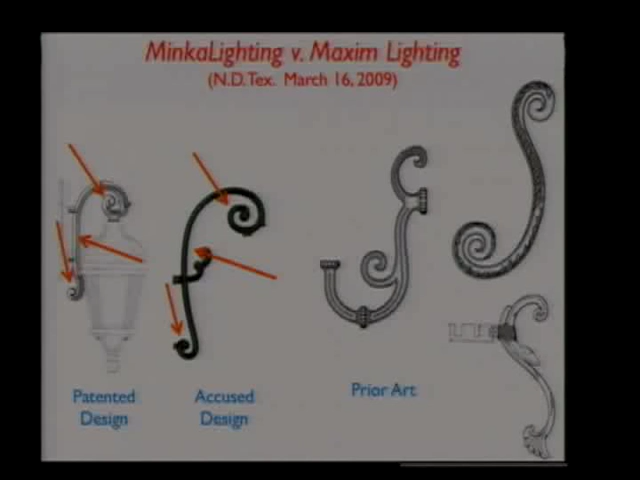 MinkaLighting v. Maxim Lighting
(N.D. Tex. March 16, 2009)
Patented
Design
Accused
Design
Prior Art